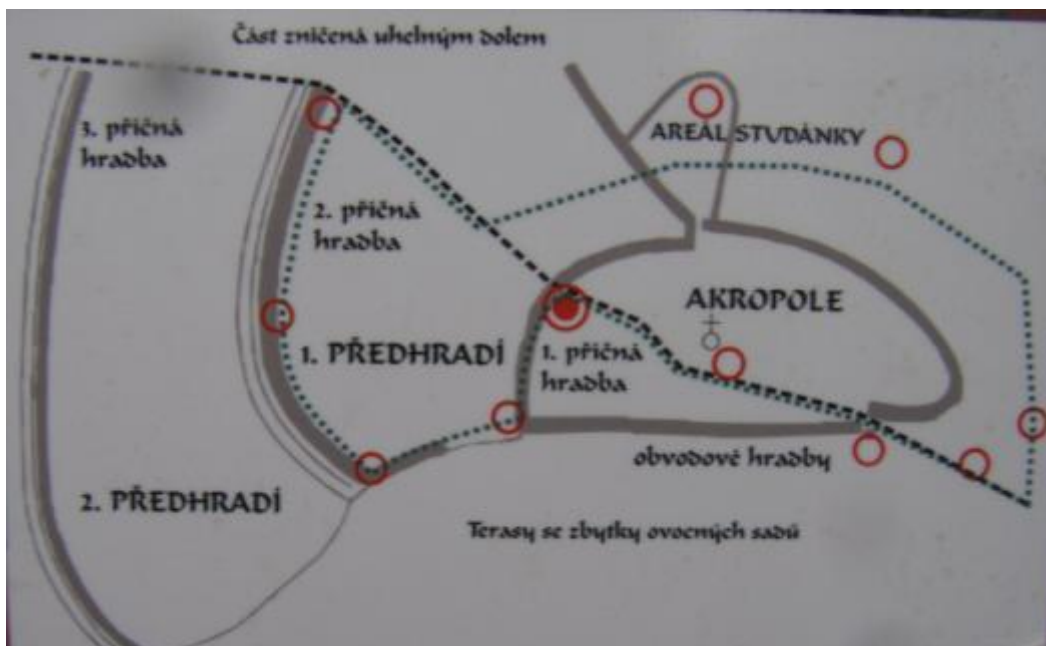 Část zničená uhelným dolem
3. příčná
hradba
AREÁL STUDÁNKY
2. příčná
hradba
AKROPOLE
1. PŘEDHRADÍ
1. příčná
hradba
obvodové hradby
2. PŘEDHRADÍ
Terasy se zbytky ovocných sadů